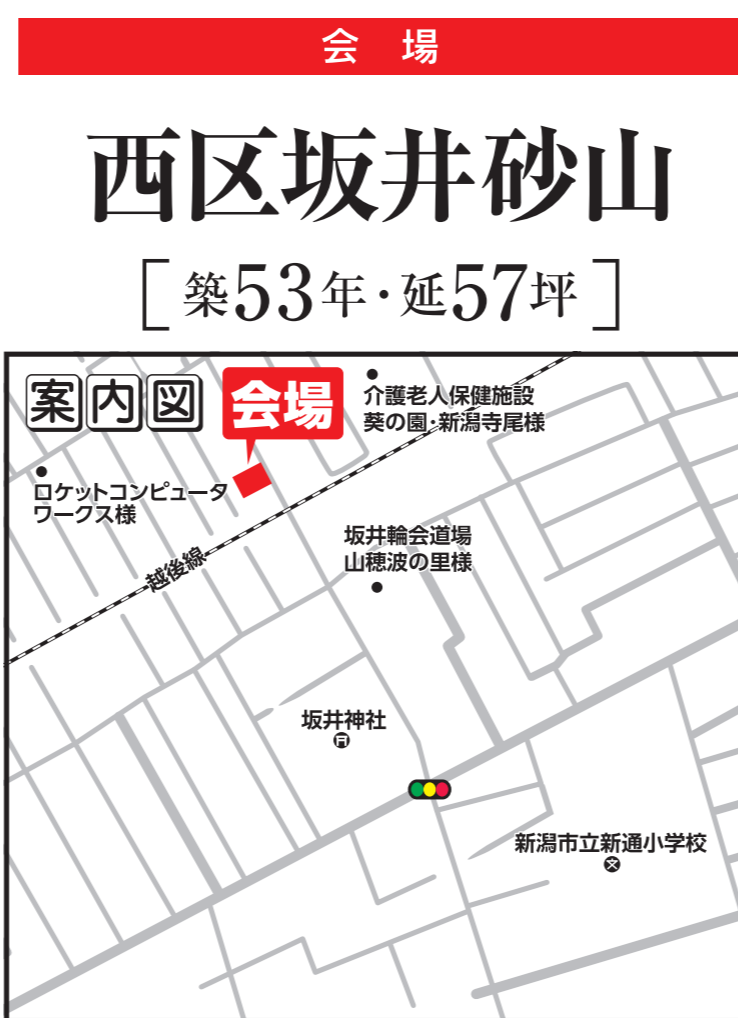 会 場
西区坂井砂山
[築53年・延57坪]
案内図
会場
介護老人保健施設
葵の園・新潟寺尾様
ロケットコンピュータ
ワークス様
越後線
坂井輪会道場
山穂波の里様
坂井神社
新潟市立新通小学校
文